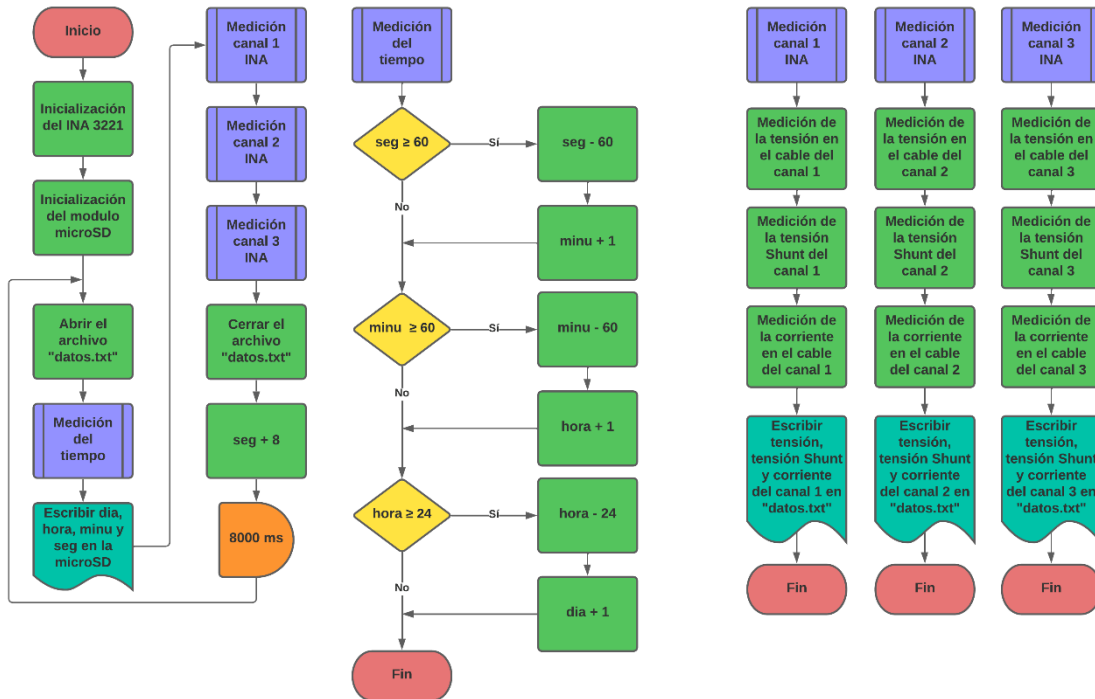 Inicio
Inicialización
del INA 3221
Inicialización
del modulo
microSD
Abrir el
archivo
"datos.txt"
Medición
del
tiempo
Escribir dia,
hora, minu y
seg en la
microSD
Medición
canal 1
INA
Medición
canal 2
INA
Medición
canal 3
INA
Cerrar el
archivo
"datos.txt"
seg + 8
8000 ms
Medición
del
tiempo
seg ≥ 60
Sí
seg - 60
No
minu + 1
minu ≥ 60
Sí
minu - 60
No
hora + 1
hora ≥ 24
Sí
hora - 24
No
dia + 1
Fin
Medición
canal 1
INA
Medición de
la tensión en
el cable del
canal 1
Medición de
la tensión
Shunt del
canal 1
Medición de
la corriente
en el cable
del canal 1
Escribir
tensión,
tensión Shunt
y corriente
del canal 1 en
"datos.txt"
Fin
Medición
canal 2
INA
Medición de
la tensión en
el cable del
canal 2
Medición de
la tensión
Shunt del
canal 2
Medición de
la corriente
en el cable
del canal 2
Escribir
tensión,
tensión Shunt
y corriente
del canal 2 en
"datos.txt"
Fin
Medición
canal 3
INA
Medición de
la tensión en
el cable del
canal 3
Medición de
la tensión
Shunt del
canal 3
Medición de
la corriente
en el cable
del canal 3
Escribir
tensión,
tensión Shunt
y corriente
del canal 3 en
"datos.txt"
Fin